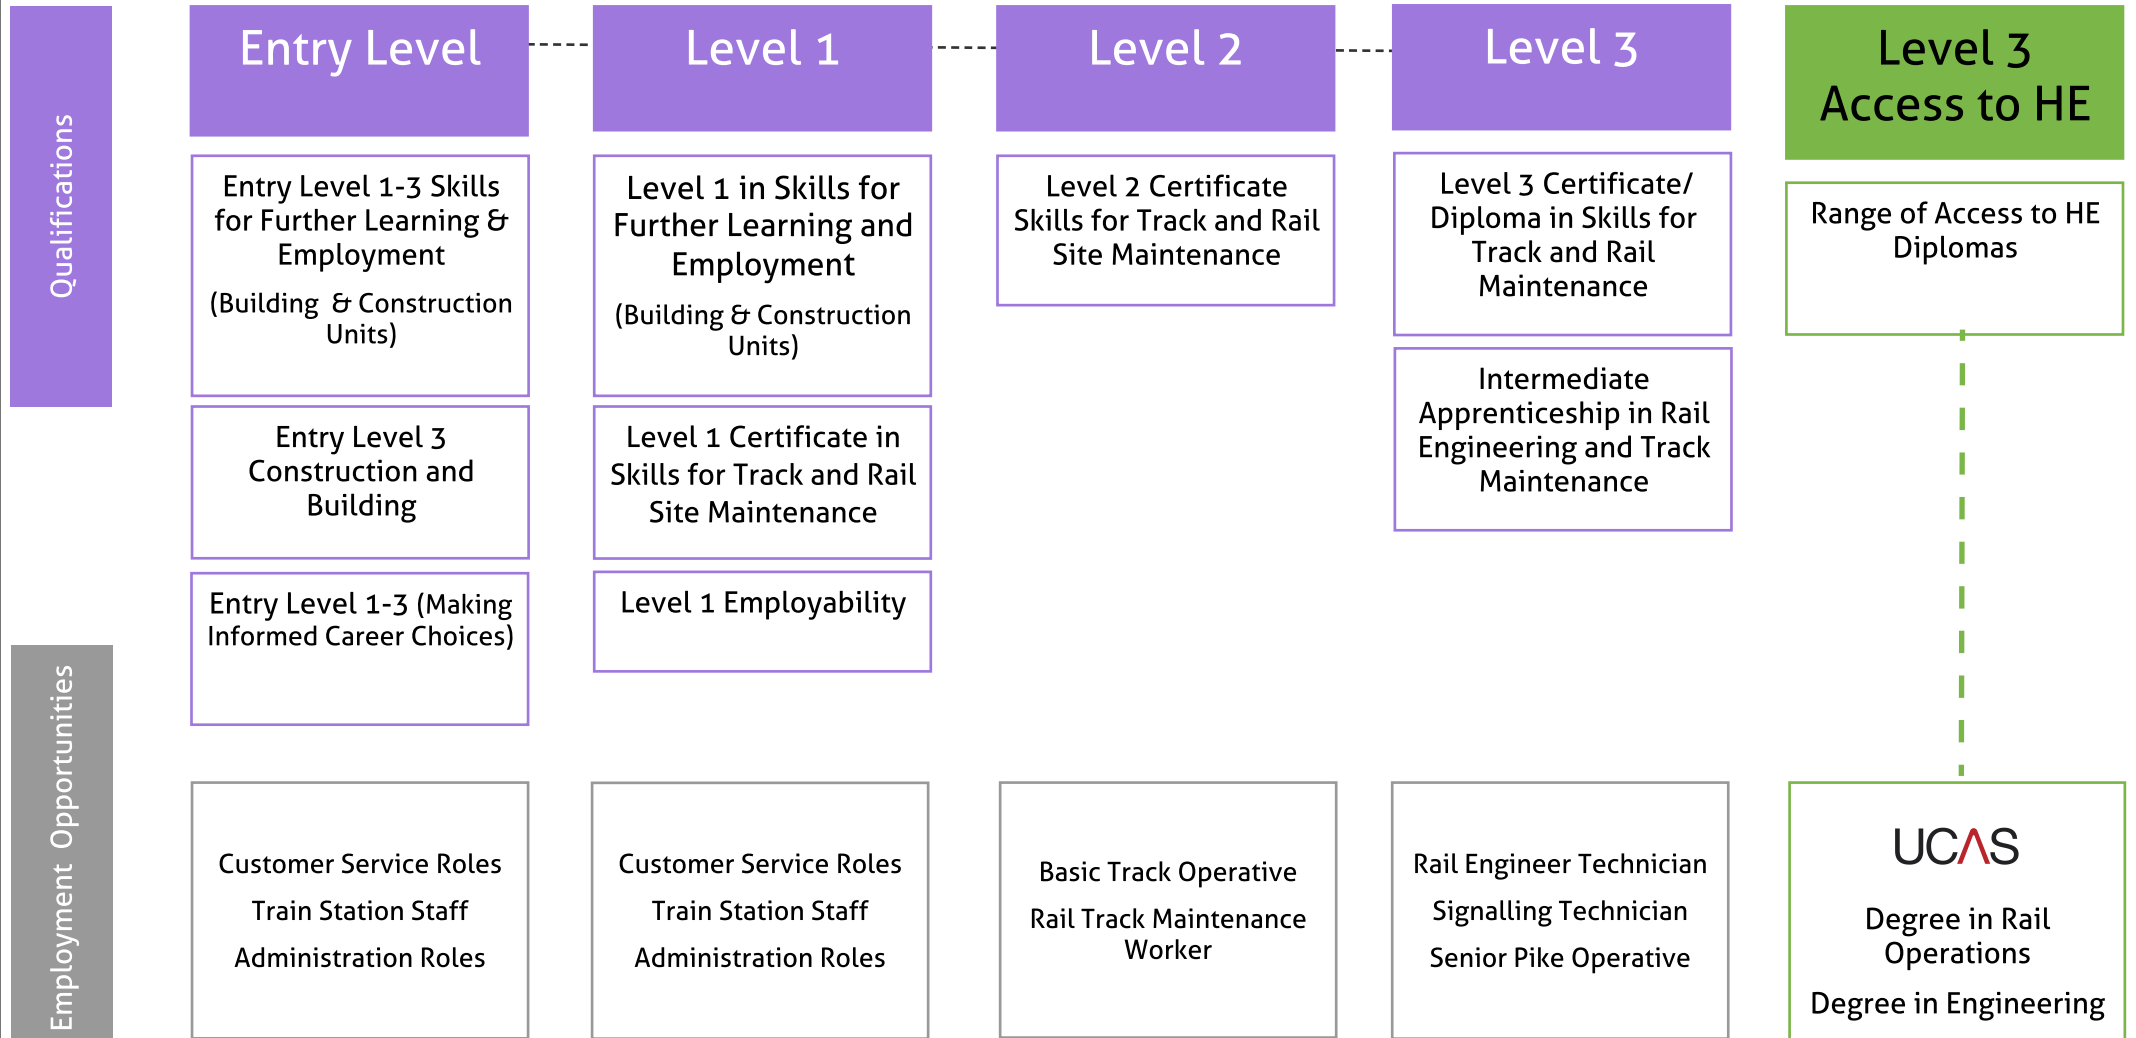 Qualifications
Entry Level
Entry Level 1-3 Skills
for Further Learning &
Employment
(Building & Construction
Units)
Entry Level 3
Construction and
Building
Entry Level 1-3 (Making
Informed Career Choices)
Level 1
Level 1 in Skills for
Further Learning and
Employment
(Building & Construction
Units)
Level 1 Certificate in
Skills for Track and Rail
Site Maintenance
Level 1 Employability
Level 2
Level 2 Certificate
Skills for Track and Rail
Site Maintenance
Level 3
Level 3 Certificate/
Diploma in Skills for
Track and Rail
Maintenance
Intermediate
Apprenticeship in Rail
Engineering and Track
Maintenance
Level 3
Access to HE
Range of Access to HE
Diplomas
Employment Opportunities
Customer Service Roles
Train Station Staff
Administration Roles
Customer Service Roles
Train Station Staff
Administration Roles
Basic Track Operative
Rail Track Maintenance
Worker
Rail Engineer Technician
Signalling Technician
Senior Pike Operative
UCAS
Degree in Rail
Operations
Degree in Engineering